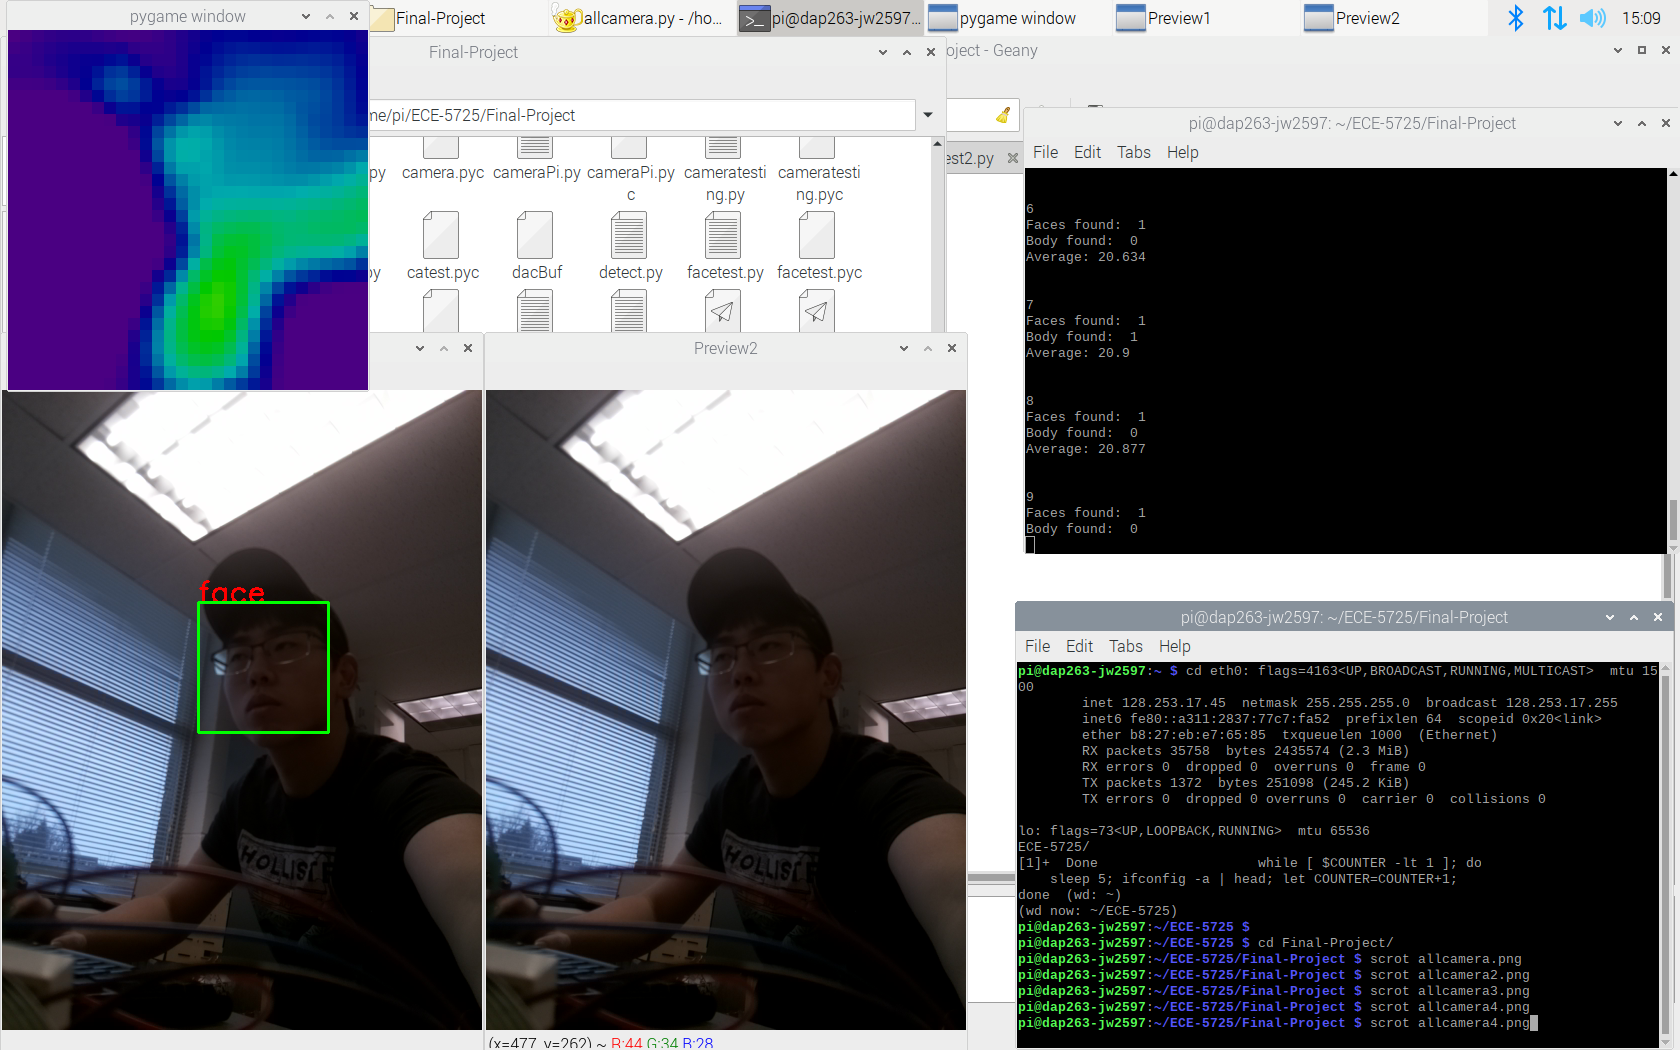 pygame window
Final-Project
allcamera.py - /ho...
pi@dap263-jw2597...
pygame window
Preview1
Preview2
15:09
Final-Project
oject - Geany
me/pi/ECE-5725/Final-Project
est2.py
py
camera.pyc
cameraPi.py
cameraPi.py
c
cameratesti
ng.py
cameratesti
ng.pyc
py
catest.pyc
dacBuf
detect.py
facetest.py
facetest.pyc
Preview2
face
HOLLIS
HOLLIS
(x=477, y=262) ~ R:44 G:34 B:28
pi@dap263-jw2597: ~/ECE-5725/Final-Project
File Edit Tabs Help
6
Faces found:  1
Body found:  0
Average: 20.634
7
Faces found:  1
Body found:  1
Average: 20.9
8
Faces found:  1
Body found:  0
Average: 20.877
9
Faces found:  1
Body found:  0
pi@dap263-jw2597: ~/ECE-5725/Final-Project
File Edit Tabs Help
pi@dap263-jw2597:~ $ cd eth0: flags=4163<UP,BROADCAST,RUNNING,MULTICAST>  mtu 15
00
inet 128.253.17.45  netmask 255.255.255.0  broadcast 128.253.17.255
inet6 fe80::a311:2837:77c7:fa52  prefixlen 64  scopeid 0x20<link>
ether b8:27:eb:e7:65:85  txqueuelen 1000  (Ethernet)
RX packets 35758  bytes 2435574 (2.3 MiB)
RX errors 0  dropped 0  overruns 0  frame 0
TX packets 1372  bytes 251098 (245.2 KiB)
TX errors 0  dropped 0 overruns 0  carrier 0  collisions 0
lo: flags=73<UP,LOOPBACK,RUNNING>  mtu 65536
ECE-5725/
[1]+  Done                    while [ $COUNTER -lt 1 ]; do
sleep 5; ifconfig -a | head; let COUNTER=COUNTER+1;
done  (wd: ~)
(wd now: ~/ECE-5725)
pi@dap263-jw2597:~/ECE-5725 $
pi@dap263-jw2597:~/ECE-5725 $ cd Final-Project/
pi@dap263-jw2597:~/ECE-5725/Final-Project $ scrot allcamera.png
pi@dap263-jw2597:~/ECE-5725/Final-Project $ scrot allcamera2.png
pi@dap263-jw2597:~/ECE-5725/Final-Project $ scrot allcamera3.png
pi@dap263-jw2597:~/ECE-5725/Final-Project $ scrot allcamera4.png
pi@dap263-jw2597:~/ECE-5725/Final-Project $ scrot allcamera4.png